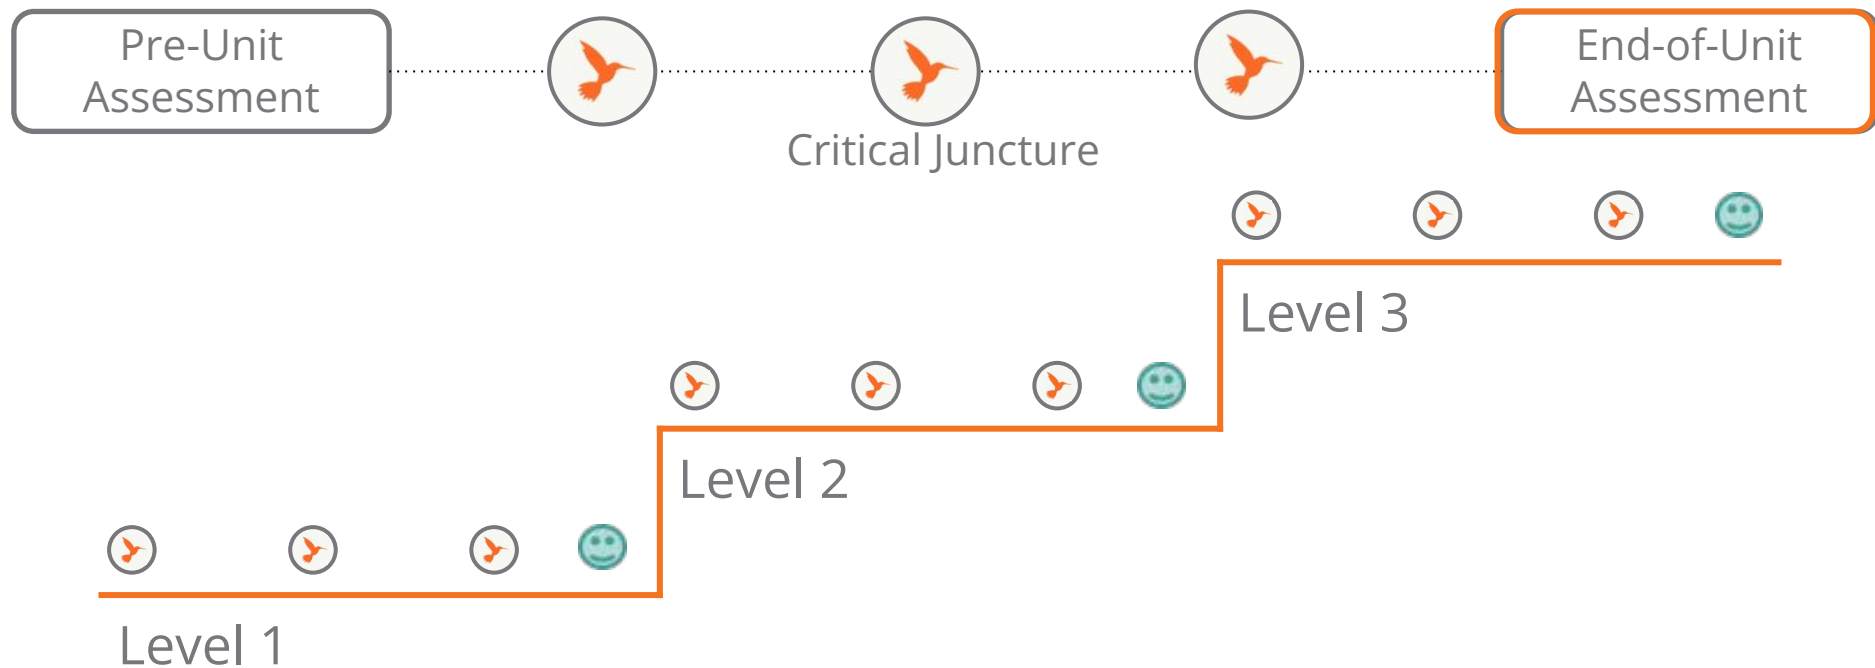 Pre-Unit
Assessment
End-of-Unit
Assessment
Critical Juncture
Level 3
Level 2
Level 1